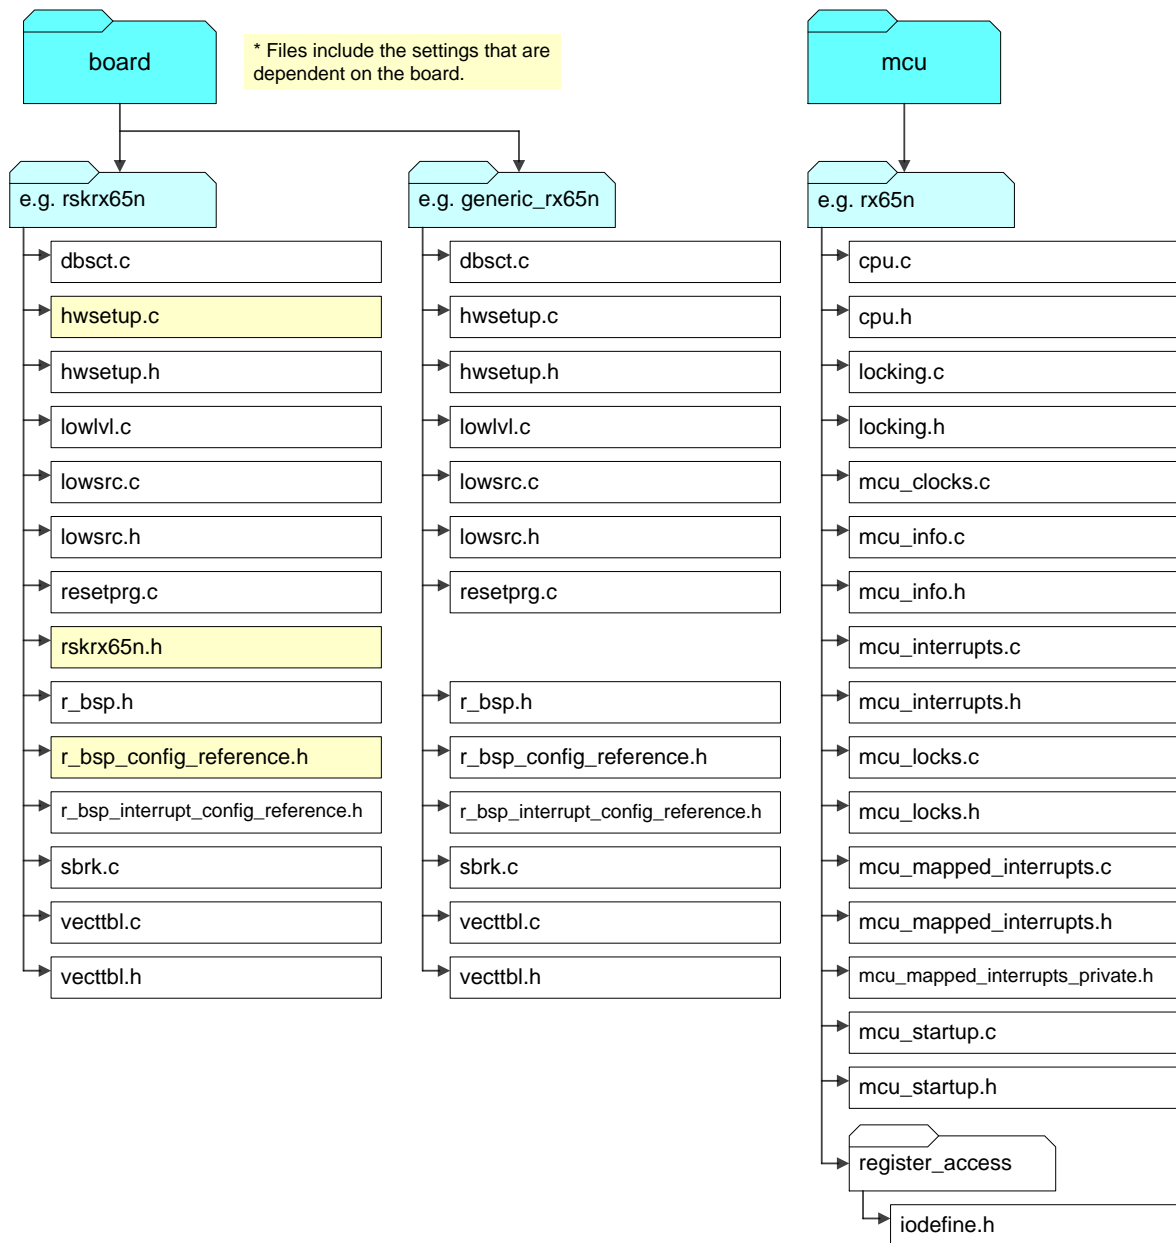 board
* Files include the settings that are
dependent on the board.
mcu
e.g. rskrx65n
dbsct.c
hwsetup.c
hwsetup.h
lowlvl.c
lowsrc.c
lowsrc.h
resetprg.c
rskrx65n.h
r_bsp.h
r_bsp_config_reference.h
r_bsp_interrupt_config_reference.h
sbrk.c
vecttbl.c
vecttbl.h
e.g. generic_rx65n
dbsct.c
hwsetup.c
hwsetup.h
lowlvl.c
lowsrc.c
lowsrc.h
resetprg.c
r_bsp.h
r_bsp_config_reference.h
r_bsp_interrupt_config_reference.h
sbrk.c
vecttbl.c
vecttbl.h
e.g. rx65n
cpu.c
cpu.h
locking.c
locking.h
mcu_clocks.c
mcu_info.c
mcu_info.h
mcu_interrupts.c
mcu_interrupts.h
mcu_locks.c
mcu_locks.h
mcu_mapped_interrupts.c
mcu_mapped_interrupts.h
mcu_mapped_interrupts_private.h
mcu_startup.c
mcu_startup.h
register_access
iodefine.h